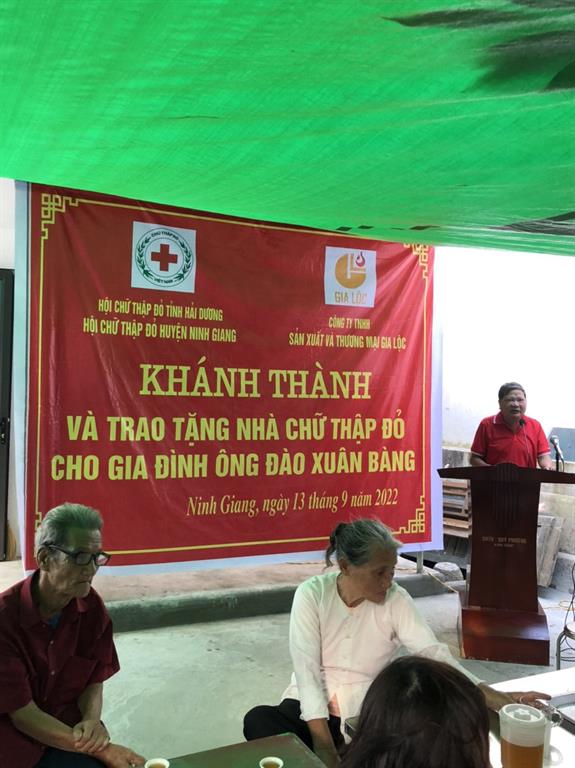 CHỮ THẬP ĐỎ
VIỆT NAM
GIA LỘC
HỘI CHỮ THẬP ĐỎ TỈNH HẢI DƯƠNG
HỘI CHỮ THẬP ĐỎ HUYỆN NINH GIANG
CÔNG TY TNHH
SẢN XUẤT VÀ THƯƠNG MẠI GIA LỘC
KHÁNH THÀNH
VÀ TRAO TẶNG NHÀ CHỮ THẬP ĐỎ
CHO GIA ĐÌNH ÔNG ĐÀO XUÂN BÀNG
Ninh Giang, ngày 13 tháng 9 năm 2022